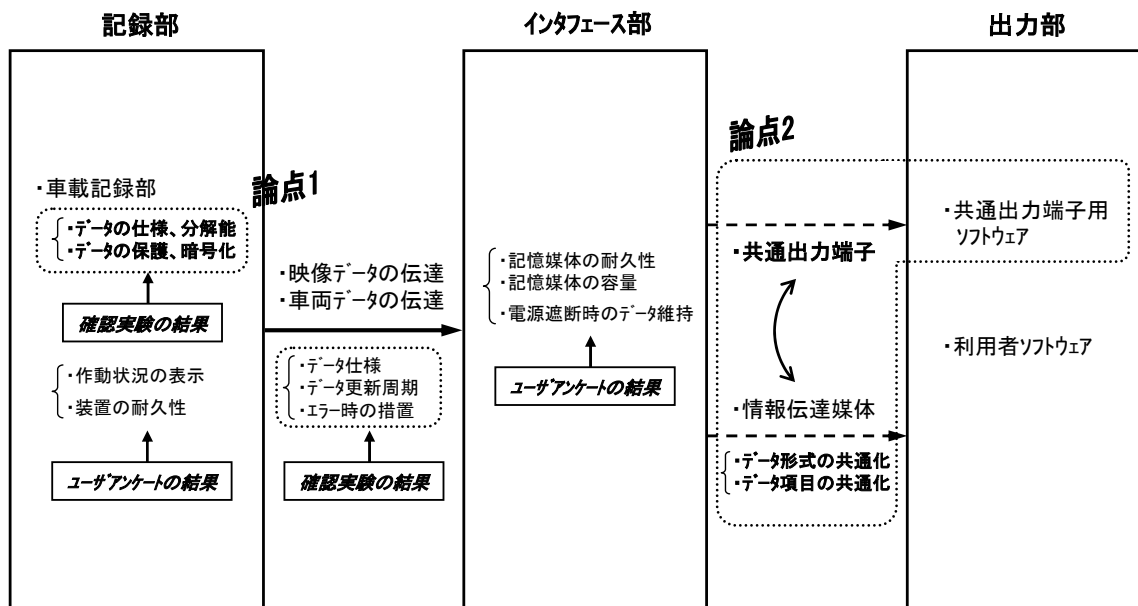 記録部
インタフェース部
出力部
論点1
論点2
・車載記録部
・データの仕様、分解能
・データの保護、暗号化
確認実験の結果
・作動状況の表示
・装置の耐久性
ユーザアンケートの結果
・映像データの伝達
・車両データの伝達
・データ仕様
・データ更新周期
・エラー時の措置
確認実験の結果
・記憶媒体の耐久性
・記憶媒体の容量
・電源遮断時のデータ維持
ユーザアンケートの結果
・共通出力端子
・情報伝達媒体
・データ形式の共通化
・データ項目の共通化
・共通出力端子用
ソフトウェア
・利用者ソフトウェア